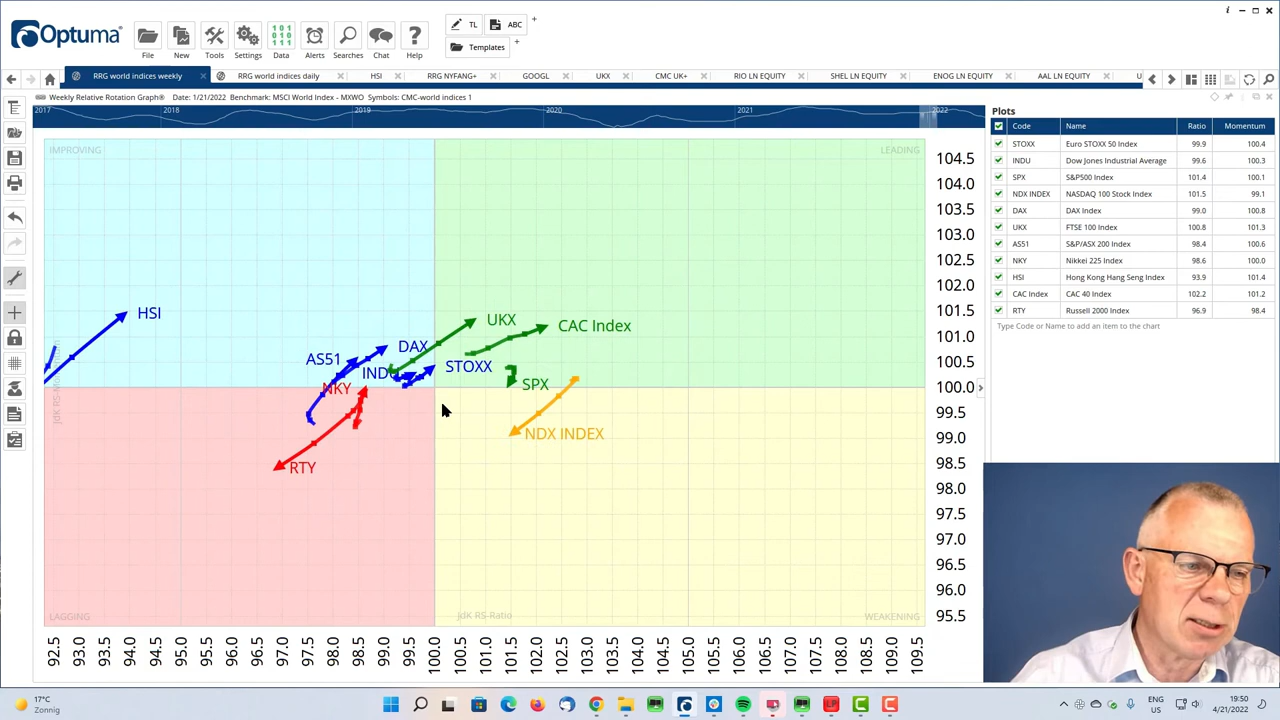 Optuma®
File
New
Tools
Settings
Data
Alerts
Searches
Chat
Help
TL
ABC
+
Templates
+
RRG world indices weekly
RRG world indices daily
HSI
RRG NYFANG+
GOOGL
UKX
CMC UK+
RIO LN EQUITY
SHEL LN EQUITY
ENOG LN EQUITY
AAL LN EQUITY
U
Weekly Relative Rotation Graph® Date: 1/21/2022 Benchmark: MSCI World Index - MXWO Symbols: CMC-world indices 1
2017 2018 2019 2020 2021 2022
IMPROVING
LEADING
HSI
UKX
CAC Index
DAX
AS51
STOXX
INDU
SPX
NKY
NDX INDEX
RTY
JdK RS-Momentum
LAGGING
JdK RS-Ratio
WEAKENING
104.5
104.0
103.5
103.0
102.5
102.0
101.5
101.0
100.5
100.0
99.5
99.0
98.5
98.0
97.5
97.0
96.5
96.0
95.5
92.5 93.0 93.5 94.0 94.5 95.0 95.5 96.0 96.5 97.0 97.5 98.0 98.5 99.0 99.5 100.0 100.5 101.0 101.5 102.0 102.5 103.0 103.5 104.0 104.5 105.0 105.5 106.0 106.5 107.0 107.5 108.0 108.5 109.0 109.5
Plots
Code Name Ratio Momentum
STOXX Euro STOXX 50 Index 99.9 100.4
INDU Dow Jones Industrial Average 99.6 100.3
SPX S&P500 Index 101.4 100.1
NDX INDEX NASDAQ 100 Stock Index 101.5 99.1
DAX DAX Index 99.0 100.8
UKX FTSE 100 Index 100.8 101.3
AS51 S&P/ASX 200 Index 98.4 100.6
NKY Nikkei 225 Index 98.6 100.0
HSI Hong Kong Hang Seng Index 93.9 101.4
CAC Index CAC 40 Index 102.2 101.2
RTY Russell 2000 Index 96.9 98.4
Type Code or Name to add an item to the chart
17°C
Zonnig
ENG
US
19:50
4/21/2022